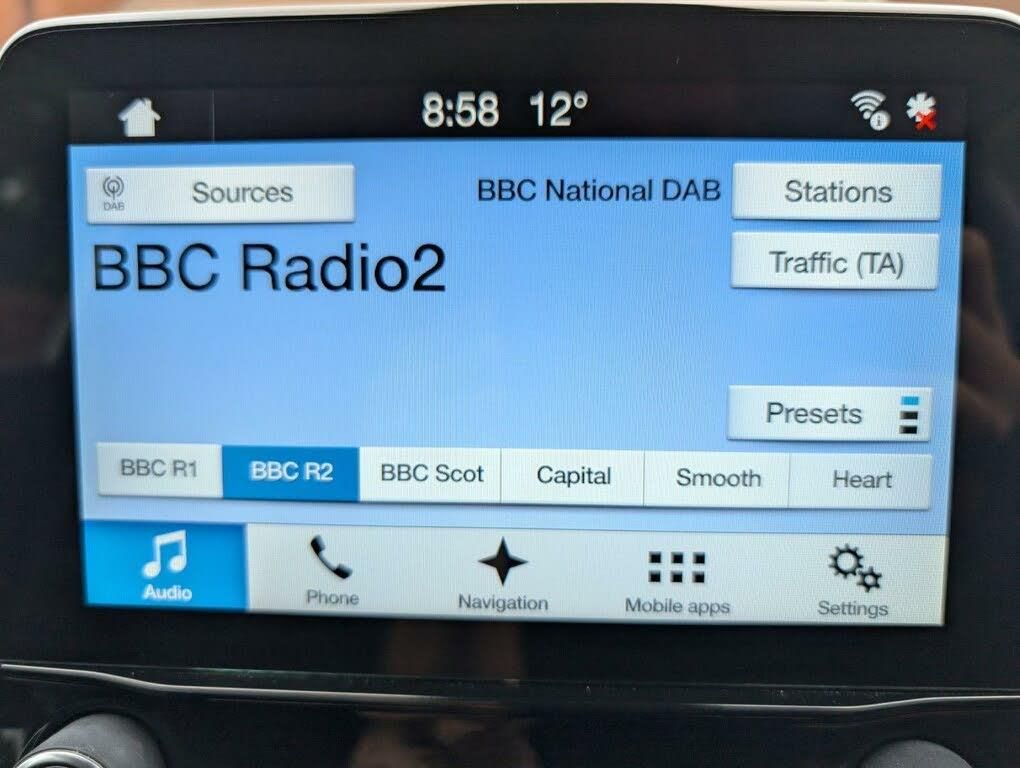 8:58 12°
DAB
Sources
BBC National DAB
Stations
BBC Radio2
Traffic (TA)
Presets
BBC R1
BBC R2
BBC Scot
Capital
Smooth
Heart
Audio
Phone
Navigation
Mobile apps
Settings